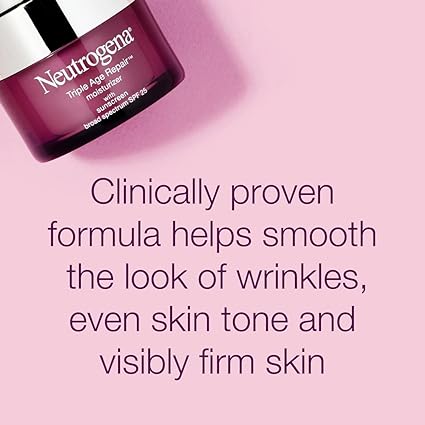 Neutrogena®
Triple Age Repair™
moisturizer
with
sunscreen
broad spectrum SPF 25
Clinically proven
formula helps smooth
the look of wrinkles,
even skin tone and
visibly firm skin